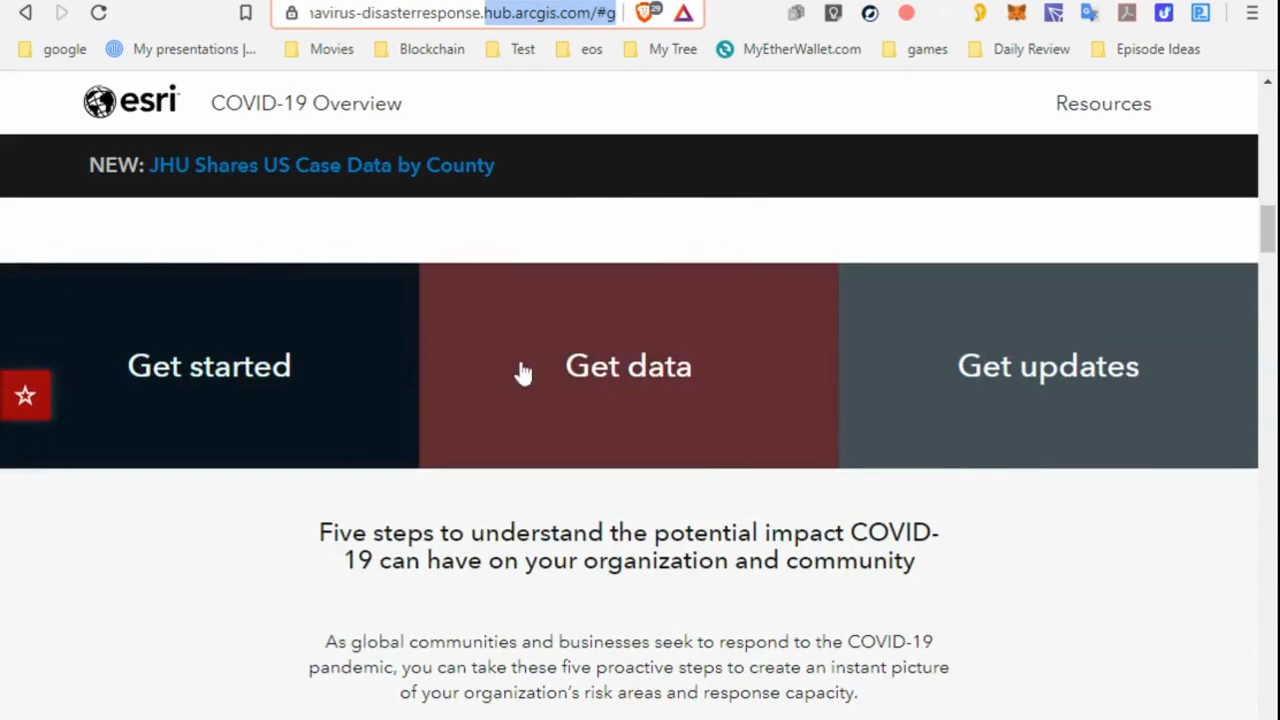 navirus-disasterresponse.hub.arcgis.com/#g
29
google
My presentations |...
Movies
Blockchain
Test
eos
My Tree
MyEtherWallet.com
games
Daily Review
Episode Ideas
esri
COVID-19 Overview
Resources
NEW: JHU Shares US Case Data by County
Get started
Get data
Get updates
Five steps to understand the potential impact COVID-
19 can have on your organization and community
As global communities and businesses seek to respond to the COVID-19
pandemic, you can take these five proactive steps to create an instant picture
of your organization's risk areas and response capacity.